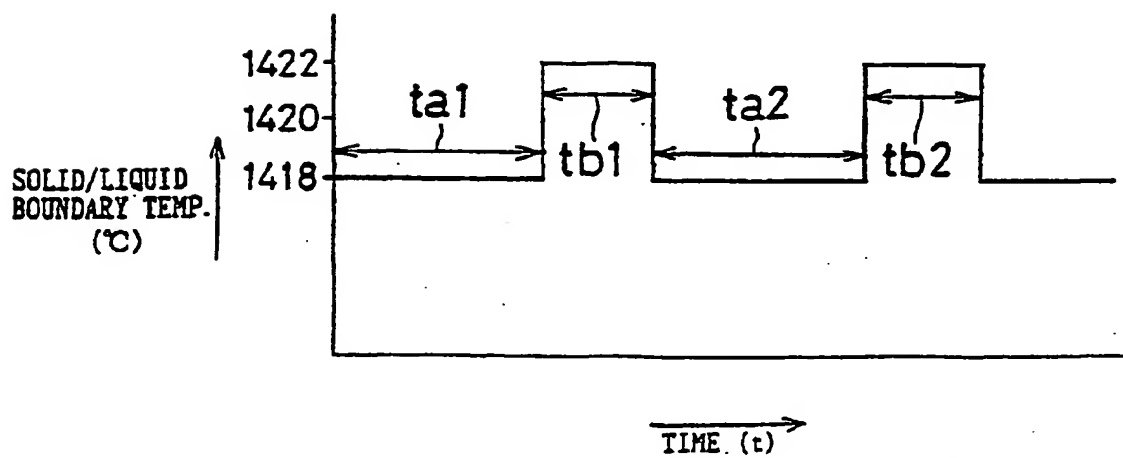 1422
1420
1418
ta1
tb1
ta2
tb2
SOLID/LIQUID
BOUNDARY TEMP.
(℃)
TIME. (t)